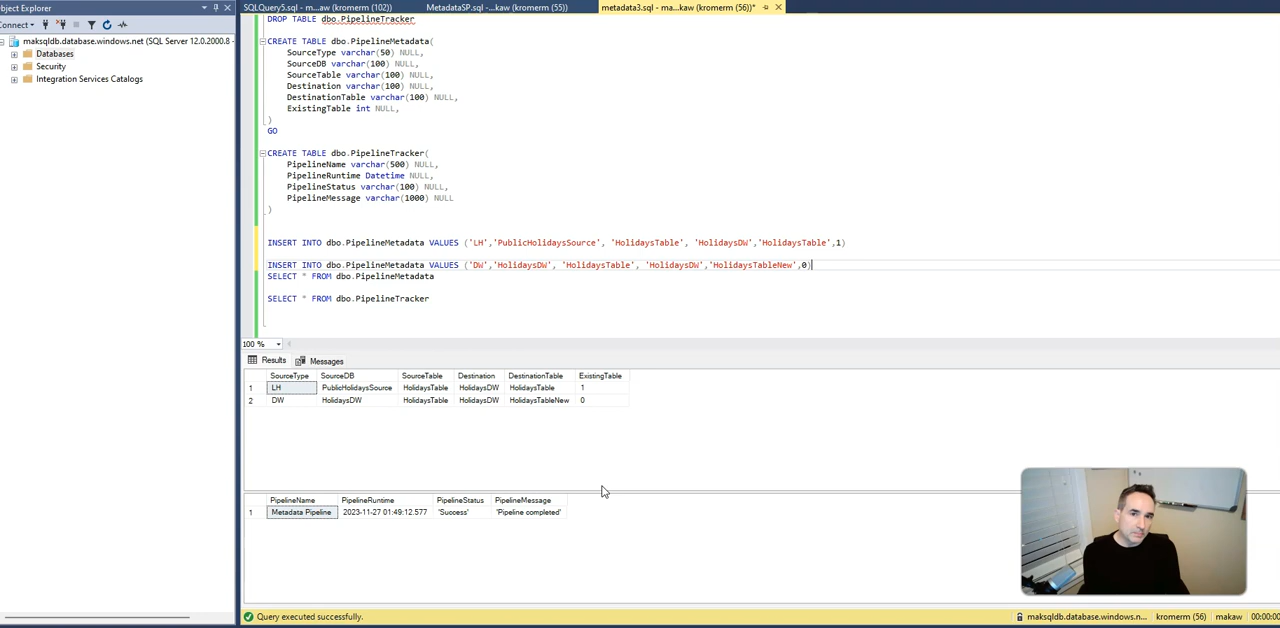 bject Explorer
SQLQuery5.sql - m...aw (kromerm (102))
MetadataSP.sql -...kaw (kromerm (55))
metadata3.sql - ma...kaw (kromerm (56))*
Connect
maksqldb.database.windows.net (SQL Server 12.0.2000.8 -
Databases
Security
Integration Services Catalogs
DROP TABLE dbo.PipelineTracker
CREATE TABLE dbo.PipelineMetadata(
SourceType varchar(50) NULL,
SourceDB varchar(100) NULL,
SourceTable varchar(100) NULL,
Destination varchar(100) NULL,
DestinationTable varchar(100) NULL,
ExistingTable int NULL,
)
GO
CREATE TABLE dbo.PipelineTracker(
PipelineName varchar(500) NULL,
PipelineRuntime Datetime NULL,
PipelineStatus varchar(100) NULL,
PipelineMessage varchar(1000) NULL
)
INSERT INTO dbo.PipelineMetadata VALUES ('LH','PublicHolidaysSource', 'HolidaysTable', 'HolidaysDW','HolidaysTable',1)
INSERT INTO dbo.PipelineMetadata VALUES ('DW','HolidaysDW', 'HolidaysTable', 'HolidaysDW','HolidaysTableNew',0)
SELECT * FROM dbo.PipelineMetadata
SELECT * FROM dbo.PipelineTracker
100 %
Results Messages
SourceType SourceDB SourceTable Destination DestinationTable ExistingTable
1 LH PublicHolidaysSource HolidaysTable HolidaysDW HolidaysTable 1
2 DW HolidaysDW HolidaysTable HolidaysDW HolidaysTableNew 0
PipelineName PipelineRuntime PipelineStatus PipelineMessage
1 Metadata Pipeline 2023-11-27 01:49:12.577 'Success' 'Pipeline completed'
Query executed successfully.
maksqldb.database.windows.n... kromerm (56) makaw 00:00:00